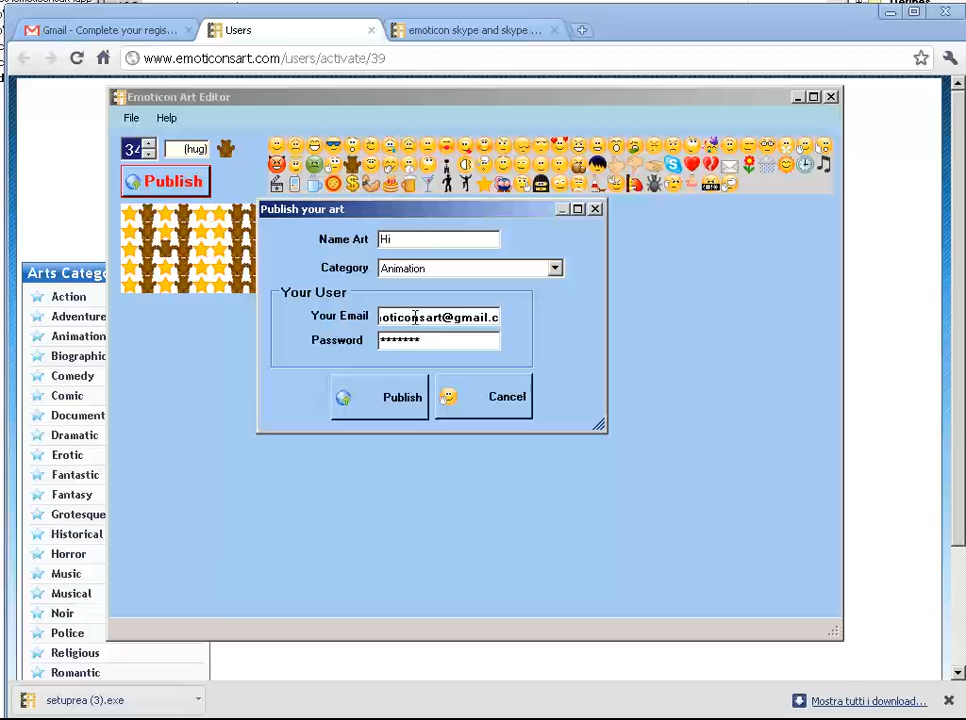 Gmail - Complete your regis...
Users
emoticon skype and skype ...
www.emoticonsart.com/users/activate/39
Emoticon Art Editor
File Help
34 (hug)
Publish
Publish your art
Name Art Hi
Category Animation
Your User
Your Email oticonsart@gmail.c
Password *******
Publish Cancel
Arts Catego
Action
Adventure
Animation
Biographic
Comedy
Comic
Document
Dramatic
Erotic
Fantastic
Fantasy
Grotesque
Historical
Horror
Music
Musical
Noir
Police
Religious
Romantic
setuprea (3).exe
Mostra tutti i download...